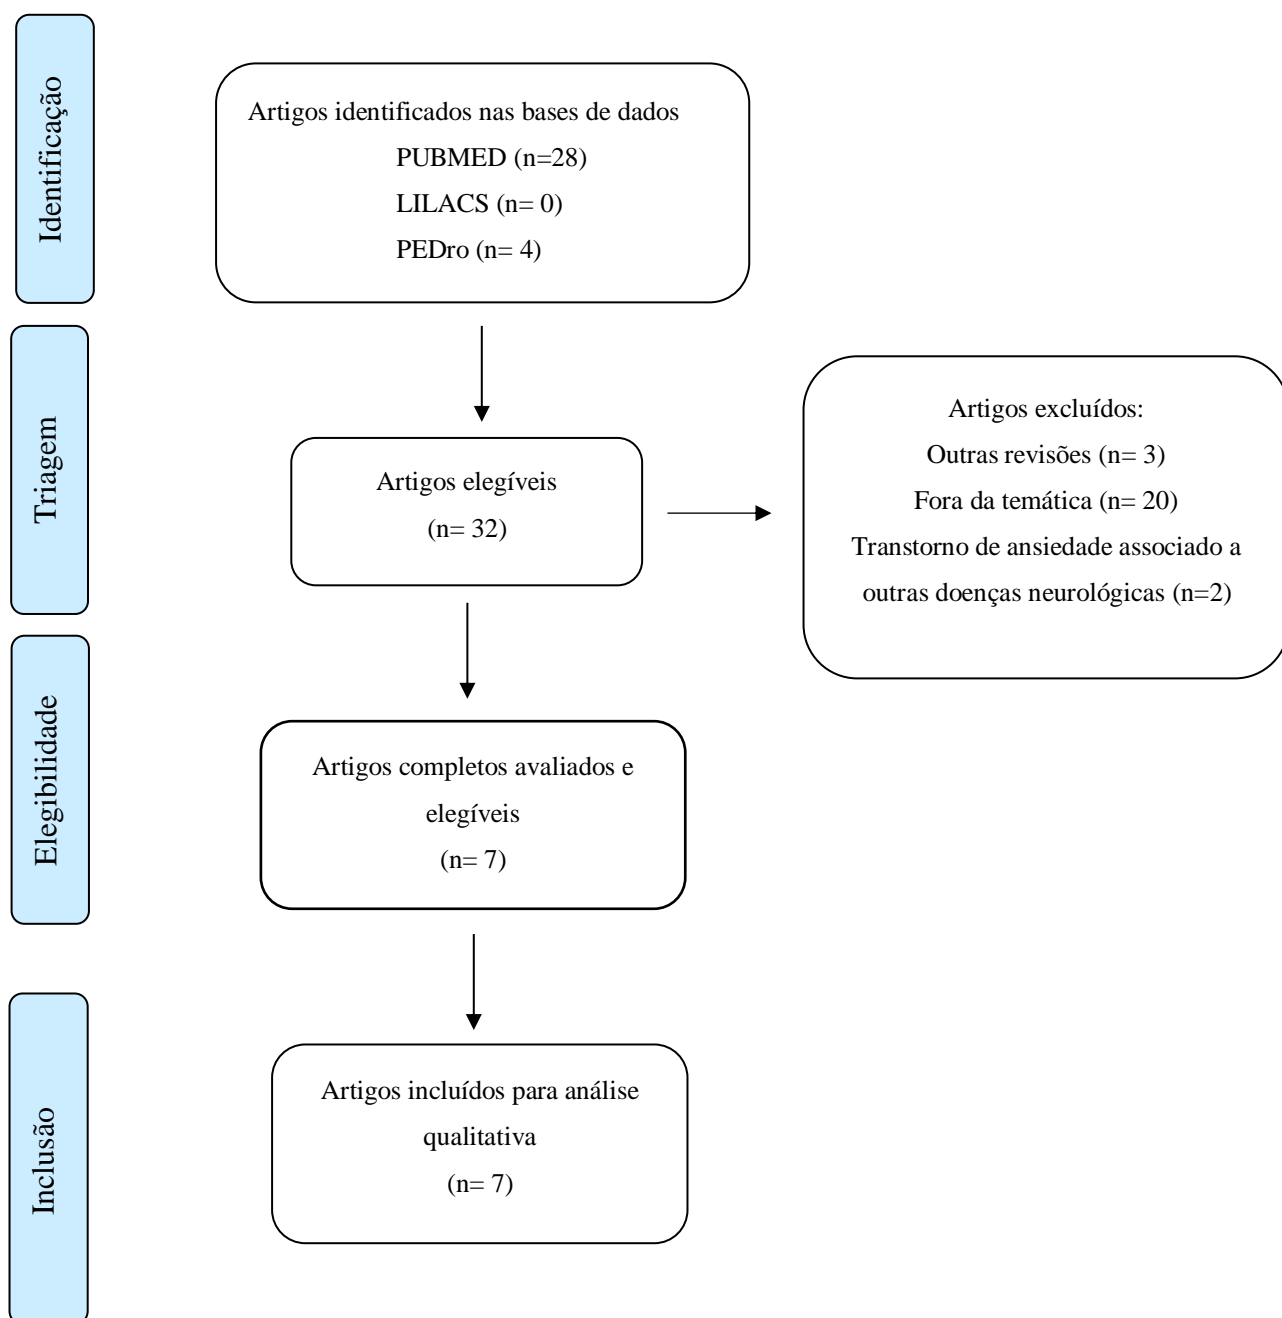 Identificação
Artigos identificados nas bases de dados
PUBMED (n=28)
LILACS (n= 0)
PEDro (n= 4)
Triagem
Artigos elegíveis
(n= 32)
Artigos excluídos:
Outras revisões (n= 3)
Fora da temática (n= 20)
Transtorno de ansiedade associado a
outras doenças neurológicas (n=2)
Elegibilidade
Artigos completos avaliados e
elegíveis
(n= 7)
Inclusão
Artigos incluídos para análise
qualitativa
(n= 7)